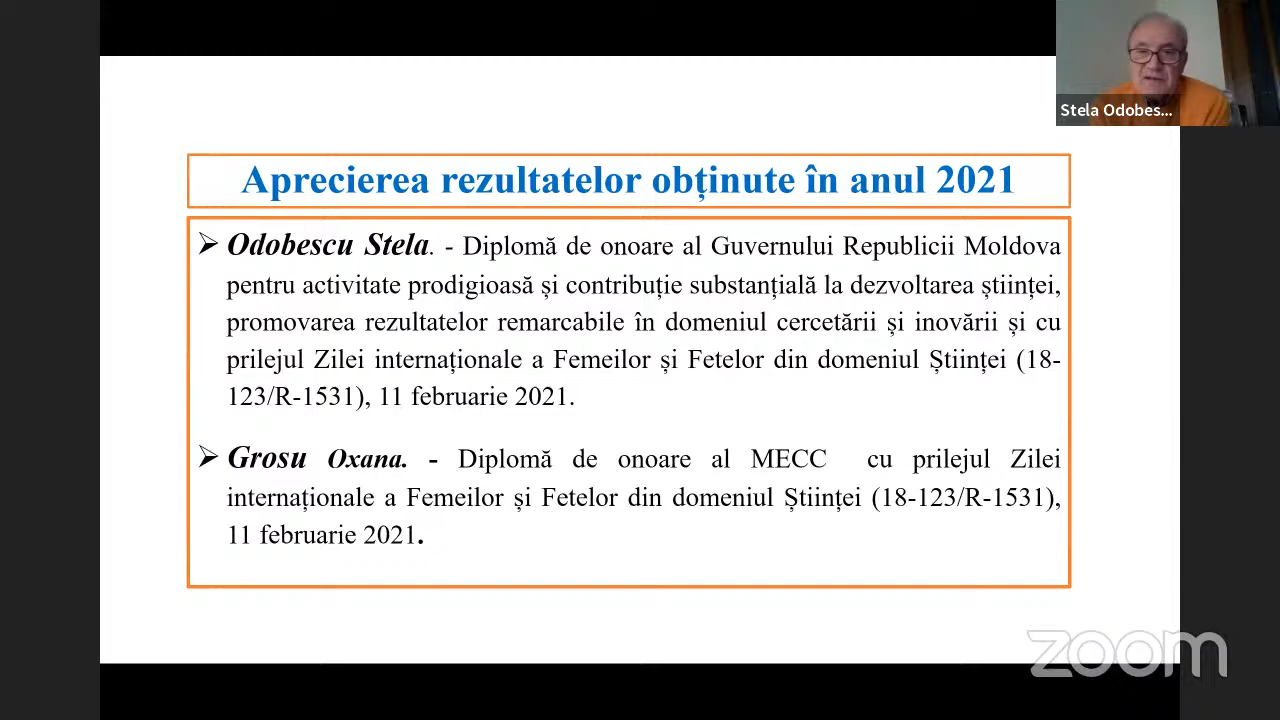 Stela Odobes...
Aprecierea rezultatelor obținute în anul 2021
➢ Odobescu Stela. - Diplomă de onoare al Guvernului Republicii Moldova
pentru activitate prodigioasă și contribuție substanțială la dezvoltarea științei,
promovarea rezultatelor remarcabile în domeniul cercetării și inovării și cu
prilejul Zilei internaționale a Femeilor și Fetelor din domeniul Științei (18-
123/R-1531), 11 februarie 2021.
➢ Grosu Oxana. - Diplomă de onoare al MECC cu prilejul Zilei
internaționale a Femeilor și Fetelor din domeniul Științei (18-123/R-1531),
11 februarie 2021.
zoom